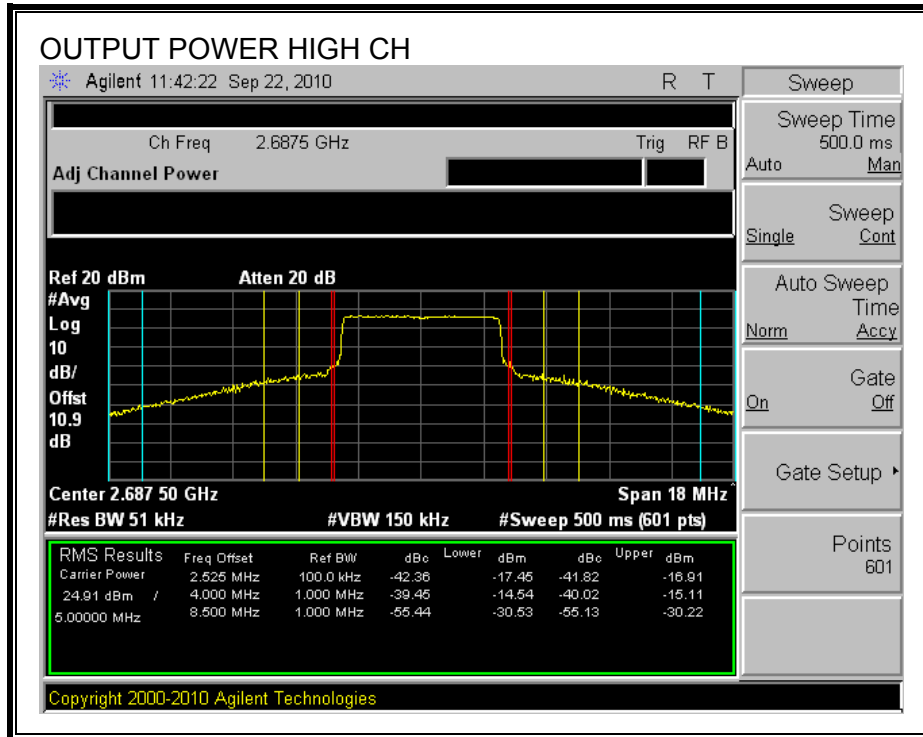 OUTPUT POWER HIGH CH
Agilent 11:42:22 Sep 22, 2010 R T
Ch Freq 2.6875 GHz Trig RF B
Adj Channel Power
Ref 20 dBm Atten 20 dB
#Avg
Log
10
dB/
Offst
10.9
dB
Center 2.687 50 GHz Span 18 MHz
#Res BW 51 kHz #VBW 150 kHz #Sweep 500 ms (601 pts)
RMS Results Freq Offset Ref BW dBc Lower dBm dBc Upper dBm
Carrier Power 2.525 MHz 100.0 kHz -42.36 -17.45 -41.82 -16.91
24.91 dBm / 4.000 MHz 1.000 MHz -39.45 -14.54 -40.02 -15.11
5.00000 MHz 8.500 MHz 1.000 MHz -55.44 -30.53 -55.13 -30.22
Copyright 2000-2010 Agilent Technologies
Sweep
Sweep Time
500.0 ms
Auto Man
Sweep
Single Cont
Auto Sweep
Time
Norm Accy
Gate
On Off
Gate Setup
Points
601